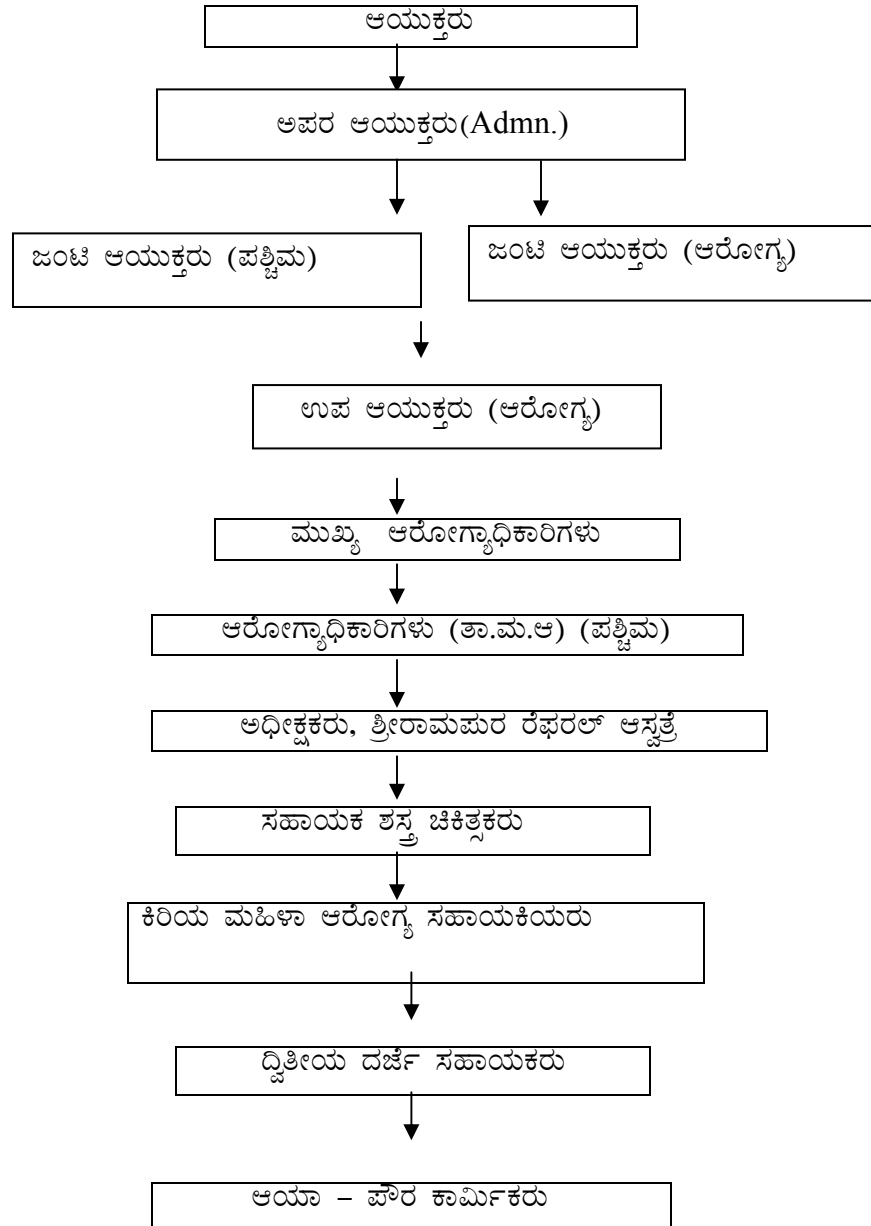 ಆಯುಕ್ತರು
ಅಪರ ಆಯುಕ್ತರು(Admn.)
ಜಂಟಿ ಆಯುಕ್ತರು (ಪಶ್ಚಿಮ)
ಜಂಟಿ ಆಯುಕ್ತರು (ಆರೋಗ್ಯ)
ಉಪ ಆಯುಕ್ತರು (ಆರೋಗ್ಯ)
ಮುಖ್ಯ ಆರೋಗ್ಯಾಧಿಕಾರಿಗಳು
ಆರೋಗ್ಯಾಧಿಕಾರಿಗಳು (ತಾ.ಮ.ಆ) (ಪಶ್ಚಿಮ)
ಅಧೀಕ್ಷಕರು, ಶ್ರೀರಾಮಪುರ ರೆಫರಲ್ ಆಸ್ಪತ್ರೆ
ಸಹಾಯಕ ಶಸ್ತ್ರ ಚಿಕಿತ್ಸಕರು
ಕಿರಿಯ ಮಹಿಳಾ ಆರೋಗ್ಯ ಸಹಾಯಕಿಯರು
ದ್ವಿತೀಯ ದರ್ಜೆ ಸಹಾಯಕರು
ಆಯಾ – ಪೌರ ಕಾರ್ಮಿಕರು